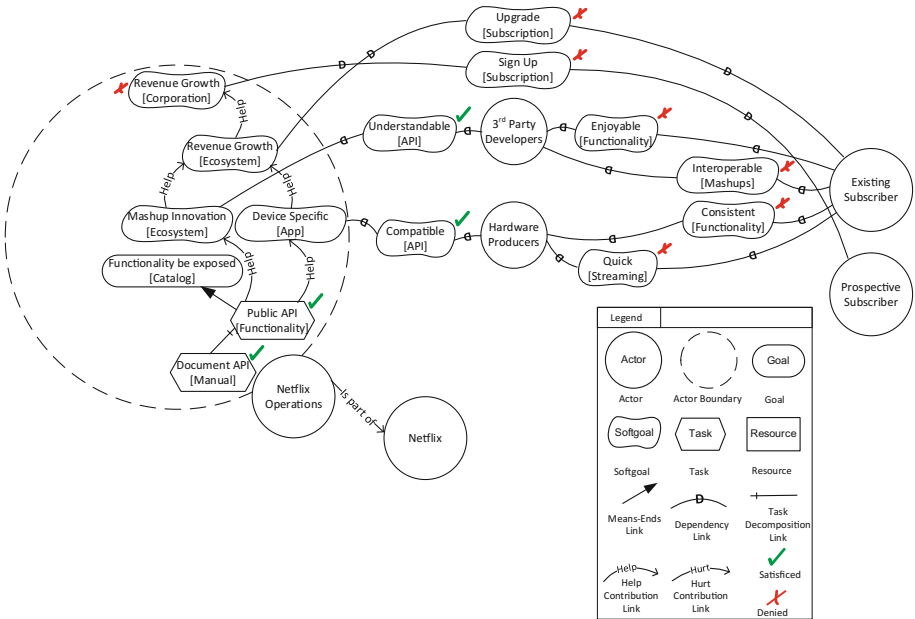 Upgrade
[Subscription]
D
D
Sign Up
[Subscription]
D
D
Revenue Growth
[Corporation]
Help
Understandable
[API]
D
D
3rd Party
Developers
D
Enjoyable
[Functionality]
D
D
Revenue Growth
[Ecosystem]
Help
Help
D
Interoperable
[Mashups]
D
Existing
Subscriber
Mashup Innovation
[Ecosystem]
Device Specific
[App]
D
Compatible
[API]
D
Hardware
Producers
D
Consistent
[Functionality]
D
D
Quick
[Streaming]
D
Functionality be exposed
[Catalog]
Help
Help
Prospective
Subscriber
Public API
[Functionality]
Document API
[Manual]
Netflix
Operations
Is part of
Netflix
Legend
Actor
Goal
Actor
Actor Boundary
Goal
Softgoal
Task
Resource
Softgoal
Task
Resource
D
Means-Ends
Link
Dependency
Link
Task
Decomposition
Link
Satisficed
Help
Help
Contribution
Link
Hurt
Hurt
Contribution
Link
Denied